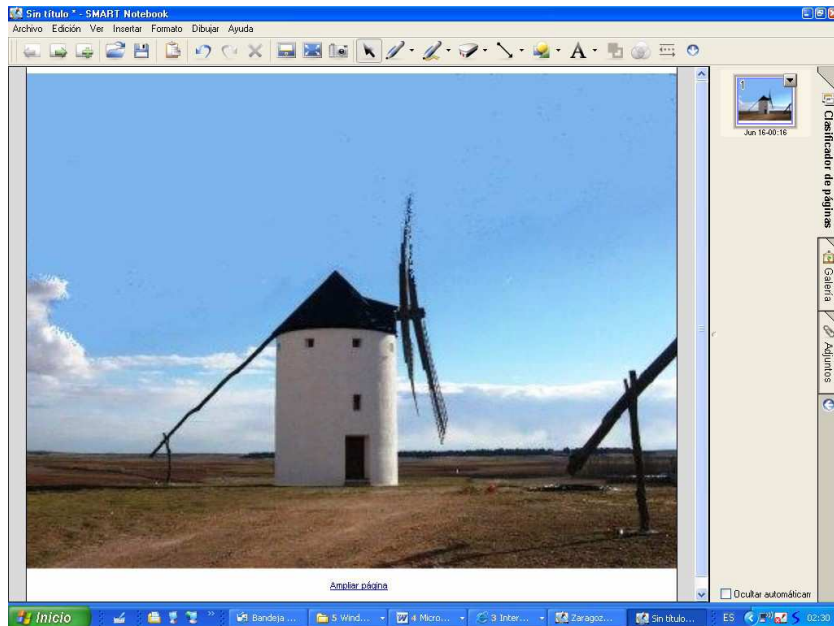 Sin título * - SMART Notebook
Archivo Edición Ver Insertar Formato Dibujar Ayuda
A
1
Jun 16-00:16
Clasificador de páginas
Galería
Adjuntos
Ampliar página
Ocultar automáticam
Inicio
Bandeja ...
5 Wind...
4 Micro...
3 Inter...
Zaragoz...
Sin título...
ES
02:30